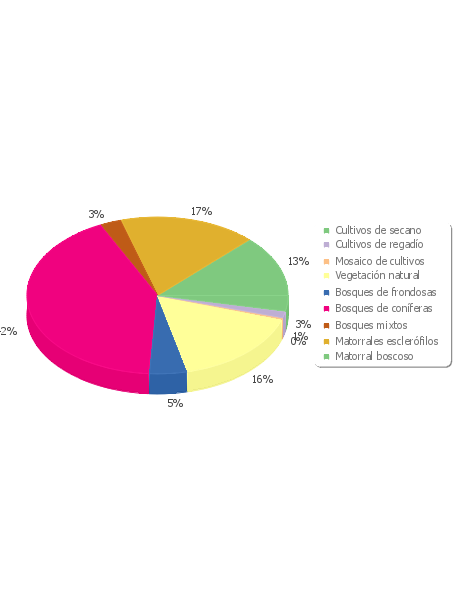 3%
17%
13%
3%
1%
0%
16%
5%
2%
Cultivos de secano
Cultivos de regadío
Mosaico de cultivos
Vegetación natural
Bosques de frondosas
Bosques de coníferas
Bosques mixtos
Matorrales esclerófilos
Matorral boscoso